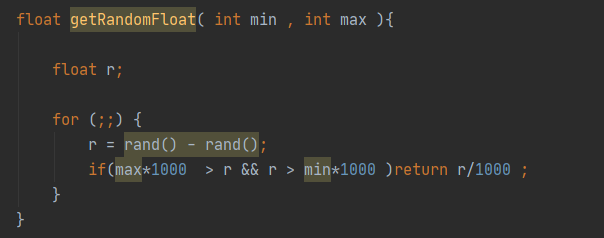 float getRandomFloat( int min , int max ){
float r;
for (;;) {
r = rand() - rand();
if(max*1000  > r && r > min*1000 )return r/1000 ;
}
}